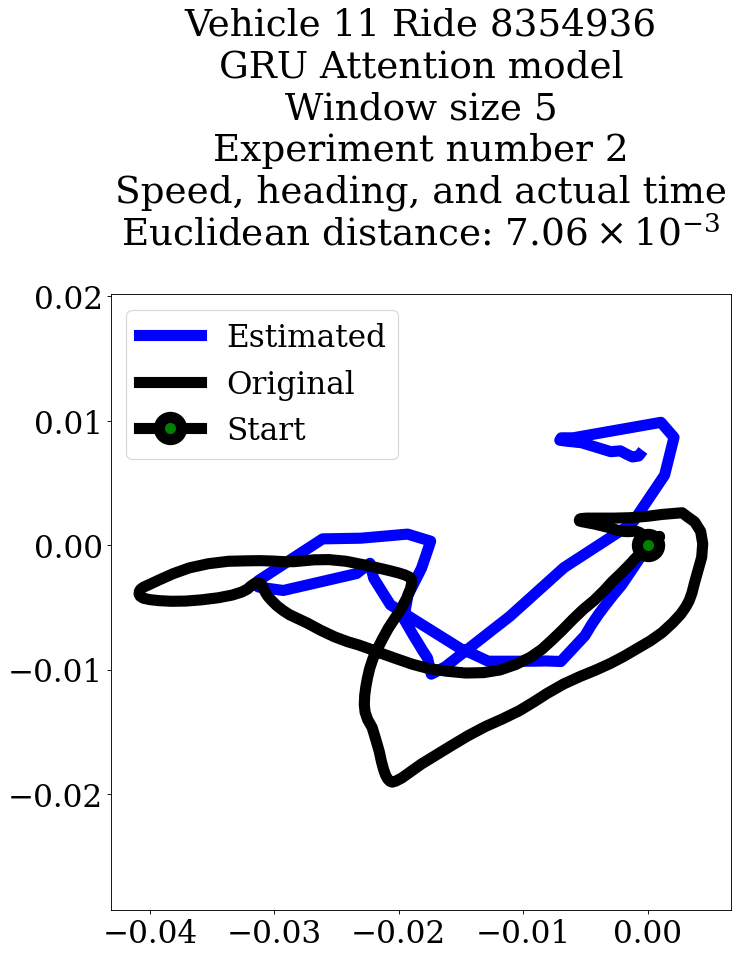 Vehicle 11 Ride 8354936
GRU Attention model
Window size 5
Experiment number 2
Speed, heading, and actual time
Euclidean distance: 7.06 × 10⁻³
0.02
0.01
0.00
−0.01
−0.02
Estimated
Original
Start
−0.04 −0.03 −0.02 −0.01 0.00